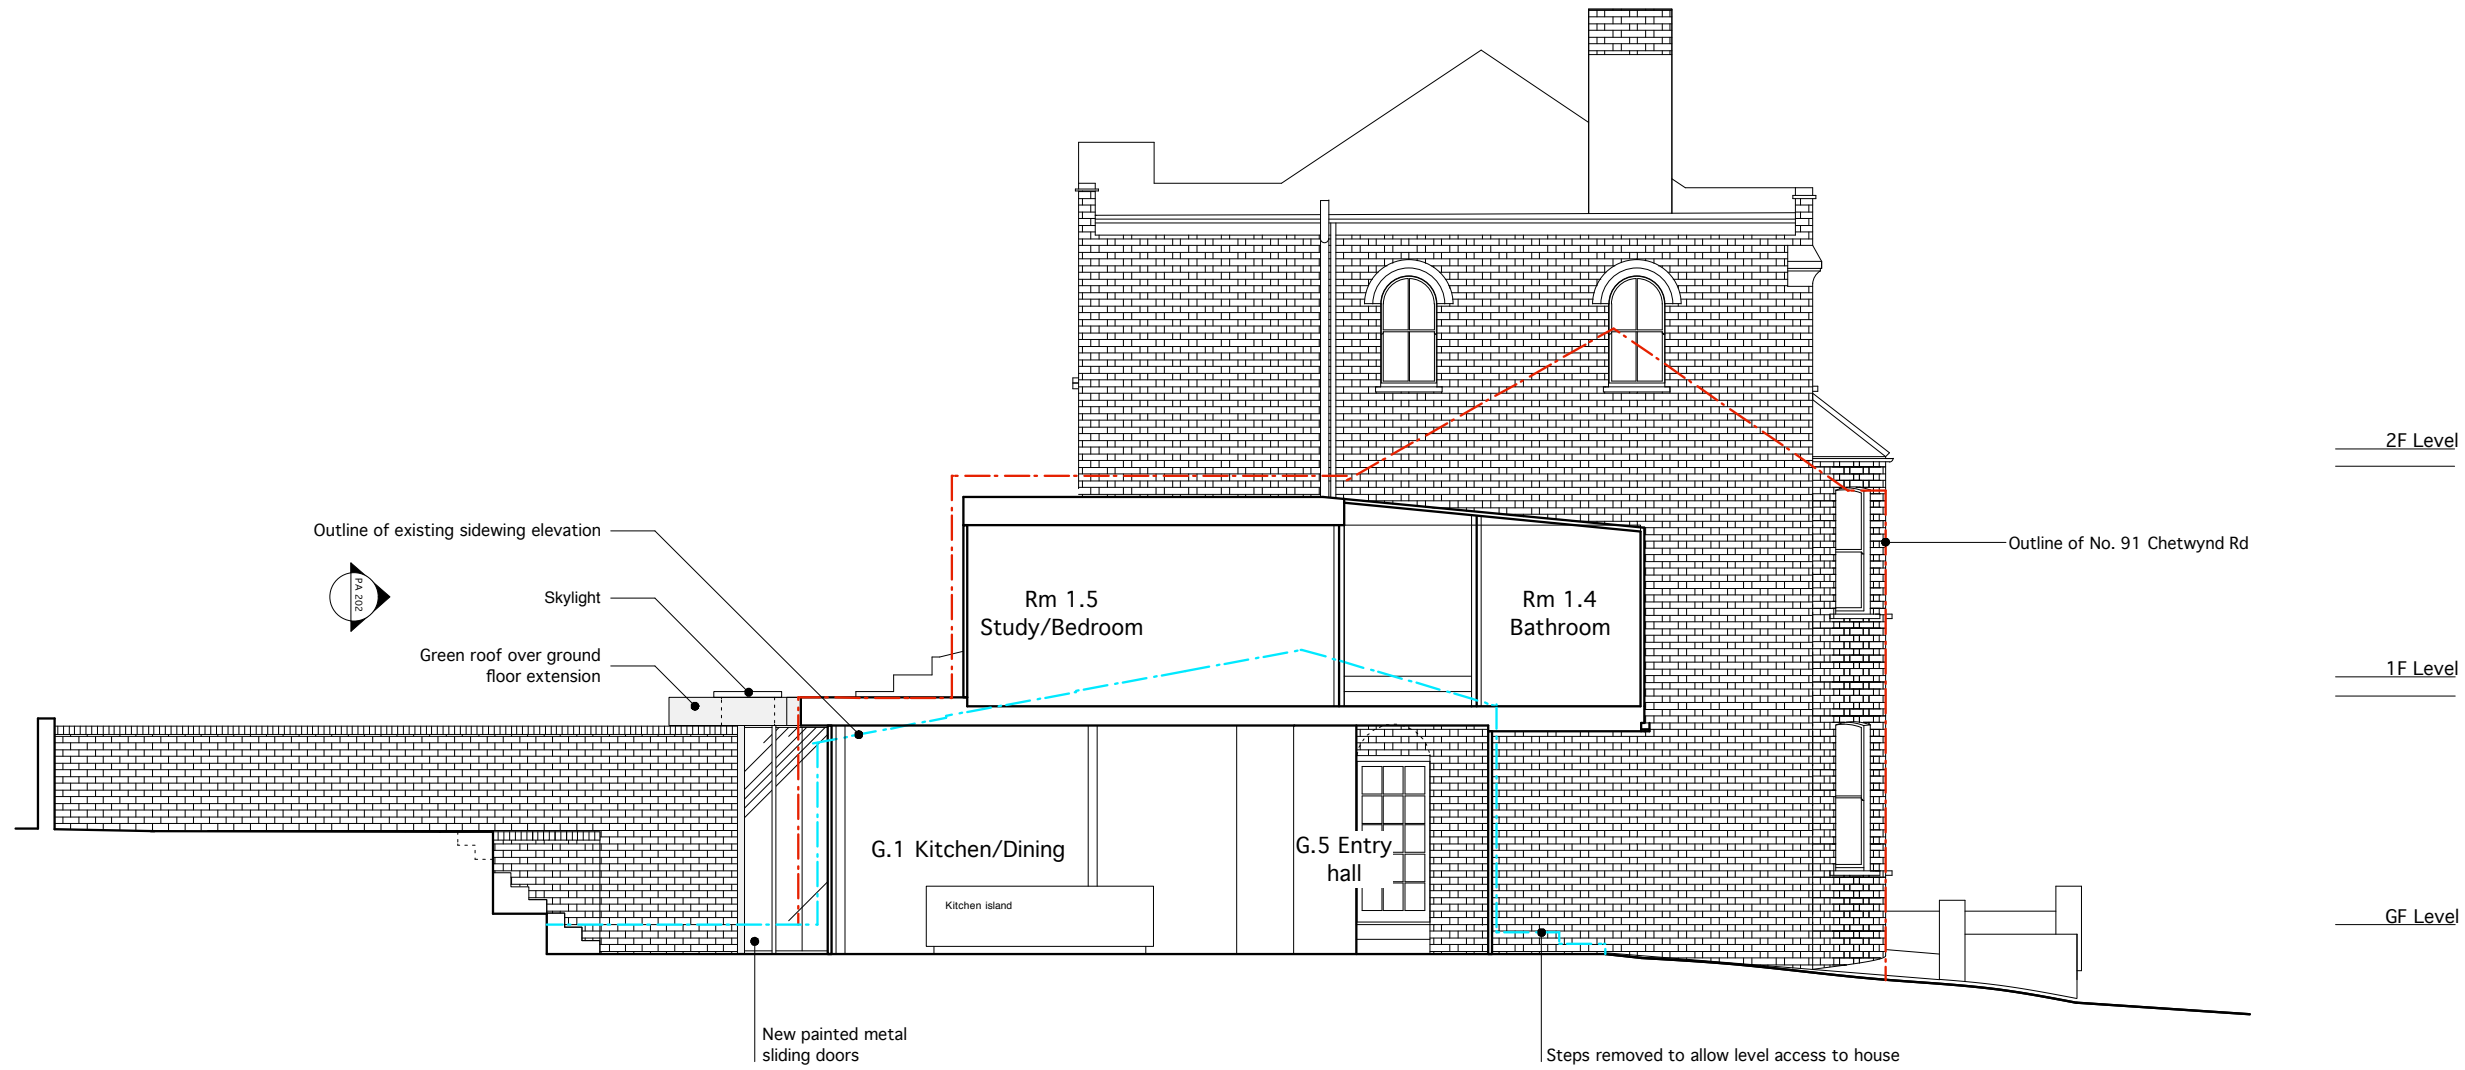 2F Level
Outline of existing sidewing elevation
Outline of No. 91 Chetwynd Rd
PA 202
Skylight
Rm 1.5
Study/Bedroom
Rm 1.4
Bathroom
Green roof over ground
floor extension
1F Level
G.1 Kitchen/Dining
G.5 Entry
hall
Kitchen island
GF Level
New painted metal
sliding doors
Steps removed to allow level access to house